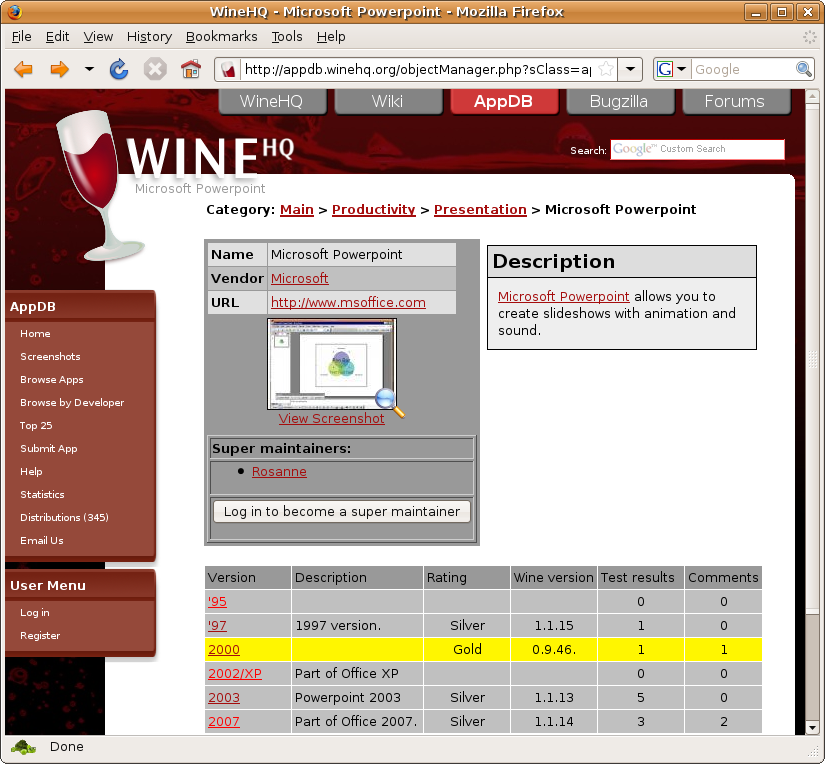 WineHQ - Microsoft Powerpoint - Mozilla Firefox
File Edit View History Bookmarks Tools Help
http://appdb.winehq.org/objectManager.php?sClass=ap
G Google
WineHQ Wiki AppDB Bugzilla Forums
WINE HQ
Search: Google™ Custom Search
Microsoft Powerpoint
Category: Main > Productivity > Presentation > Microsoft Powerpoint
Name Microsoft Powerpoint
Vendor Microsoft
URL http://www.msoffice.com
View Screenshot
Super maintainers:
• Rosanne
Log in to become a super maintainer
Description
Microsoft Powerpoint allows you to
create slideshows with animation and
sound.
AppDB
Home
Screenshots
Browse Apps
Browse by Developer
Top 25
Submit App
Help
Statistics
Distributions (345)
Email Us
User Menu
Log in
Register
Version Description Rating Wine version Test results Comments
'95 0 0
'97 1997 version. Silver 1.1.15 1 0
2000 Gold 0.9.46. 1 1
2002/XP Part of Office XP 0 0
2003 Powerpoint 2003 Silver 1.1.13 5 0
2007 Part of Office 2007. Silver 1.1.14 3 2
Done